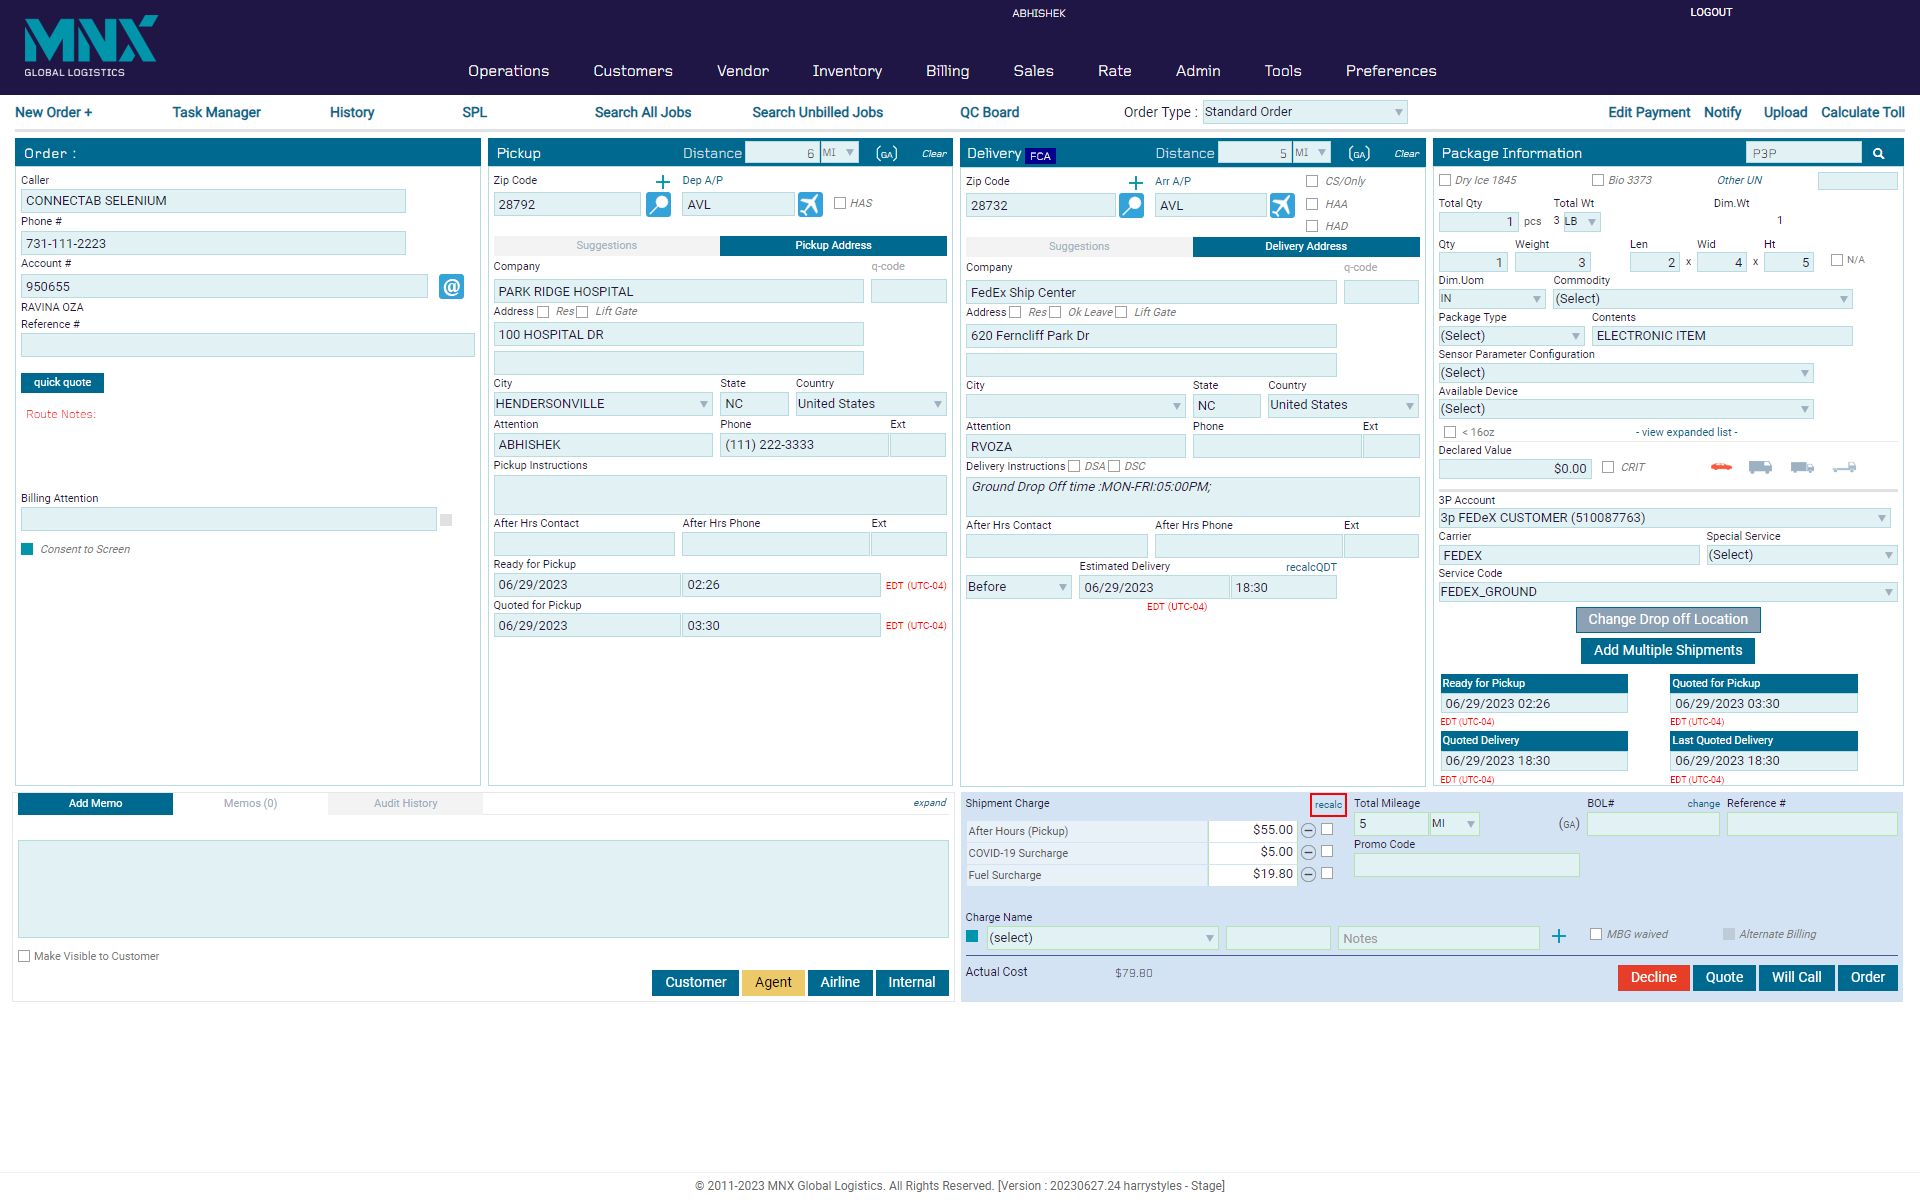 MNX
GLOBAL LOGISTICS
ABHISHEK
LOGOUT
Operations Customers Vendor Inventory Billing Sales Rate Admin Tools Preferences
New Order + Task Manager History SPL Search All Jobs Search Unbilled Jobs QC Board Order Type : Standard Order Edit Payment Notify Upload Calculate Toll
Order :
Caller
CONNECTAB SELENIUM
Phone #
731-111-2223
Account #
950655
@
RAVINA OZA
Reference #
quick quote
Route Notes:
Billing Attention
Consent to Screen
Pickup Distance 6 MI (GA) Clear
Zip Code Dep A/P
28792 AVL HAS
Suggestions Pickup Address
Company q-code
PARK RIDGE HOSPITAL
Address Res Lift Gate
100 HOSPITAL DR
City State Country
HENDERSONVILLE NC United States
Attention Phone Ext
ABHISHEK (111) 222-3333
Pickup Instructions
After Hrs Contact After Hrs Phone Ext
Ready for Pickup
06/29/2023 02:26 EDT (UTC-04)
Quoted for Pickup
06/29/2023 03:30 EDT (UTC-04)
Delivery FCA Distance 5 MI (GA) Clear
Zip Code Arr A/P CS/Only
28732 AVL HAA
HAD
Suggestions Delivery Address
Company q-code
FedEx Ship Center
Address Res Ok Leave Lift Gate
620 Ferncliff Park Dr
City State Country
NC United States
Attention Phone Ext
RVOZA
Delivery Instructions DSA DSC
Ground Drop Off time :MON-FRI:05:00PM;
After Hrs Contact After Hrs Phone Ext
Estimated Delivery recalcQDT
Before 06/29/2023 18:30
EDT (UTC-04)
Package Information P3P
Dry Ice 1845 Bio 3373 Other UN
Total Qty Total Wt Dim.Wt
1 pcs 3 LB 1
Qty Weight Len Wid Ht
1 3 2 x 4 x 5 N/A
Dim.Uom Commodity
IN (Select)
Package Type Contents
(Select) ELECTRONIC ITEM
Sensor Parameter Configuration
(Select)
Available Device
(Select)
< 16oz - view expanded list -
Declared Value
$0.00 CRIT
3P Account
3p FEDeX CUSTOMER (510087763)
Carrier Special Service
FEDEX (Select)
Service Code
FEDEX_GROUND
Change Drop off Location
Add Multiple Shipments
Ready for Pickup Quoted for Pickup
06/29/2023 02:26 06/29/2023 03:30
EDT (UTC-04) EDT (UTC-04)
Quoted Delivery Last Quoted Delivery
06/29/2023 18:30 06/29/2023 18:30
EDT (UTC-04) EDT (UTC-04)
Add Memo Memos (0) Audit History expand
Make Visible to Customer
Customer Agent Airline Internal
Shipment Charge recalc Total Mileage BOL# change Reference #
After Hours (Pickup) $55.00 5 MI (GA)
COVID-19 Surcharge $5.00 Promo Code
Fuel Surcharge $19.80
Charge Name
(select) Notes MBG waived Alternate Billing
Actual Cost $79.80 Decline Quote Will Call Order
© 2011-2023 MNX Global Logistics. All Rights Reserved. [Version : 20230627.24 harrystyles - Stage]